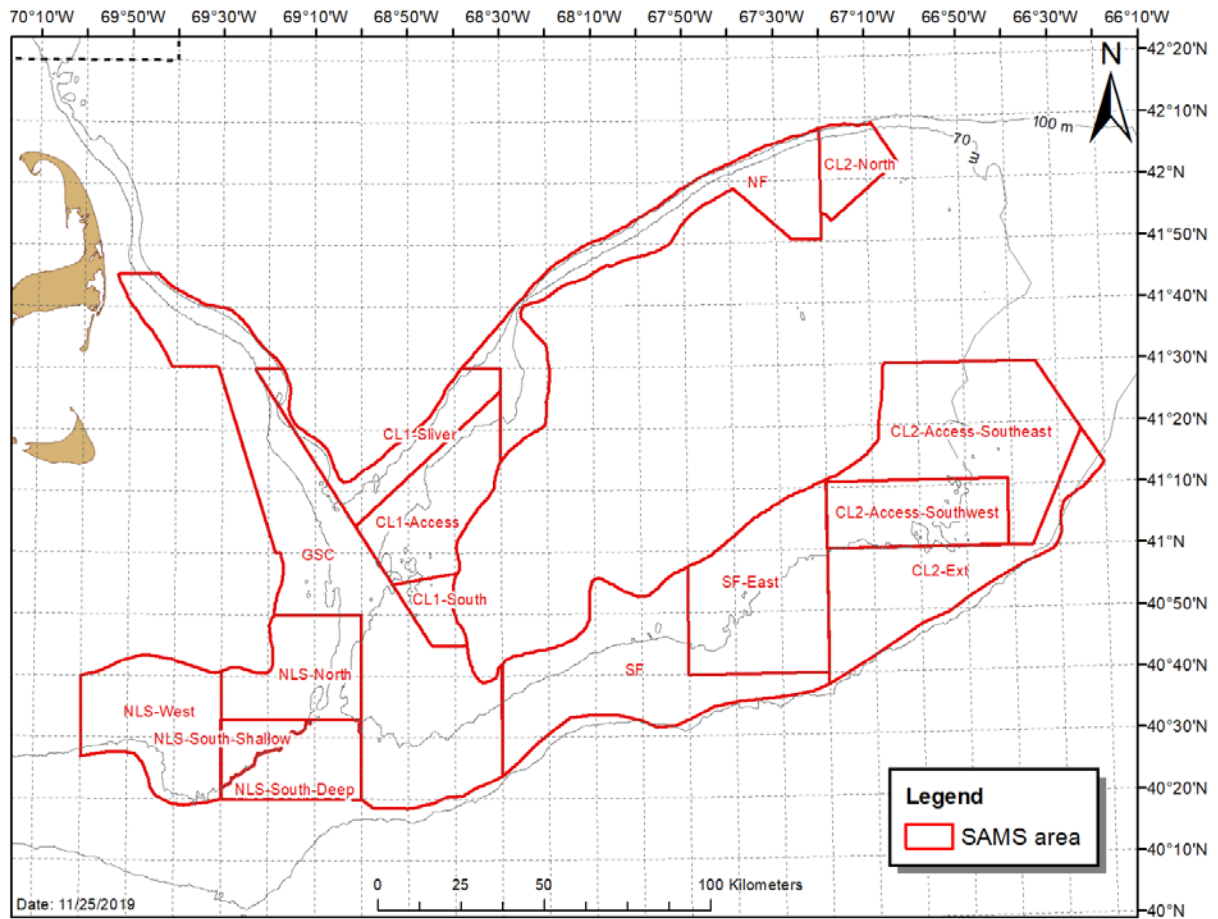 70°10'W 69°50'W 69°30'W 69°10'W 68°50'W 68°30'W 68°10'W 67°50'W 67°30'W 67°10'W 66°50'W 66°30'W 66°10'W
42°20'N
N
42°10'N
100 m
70 m
CL2-North
42°N
NF
41°50'N
41°40'N
41°30'N
CL1-Sliver
CL2-Access-Southeast
41°20'N
41°10'N
CL1-Access
CL2-Access-Southwest
GSC
41°N
CL2-Ext
SF-East
CL1-South
40°50'N
NLS-North
SF
40°40'N
NLS-West
NLS-South-Shallow
40°30'N
NLS-South-Deep
40°20'N
Legend
SAMS area
40°10'N
0 25 50 100 Kilometers
Date: 11/25/2019
40°N